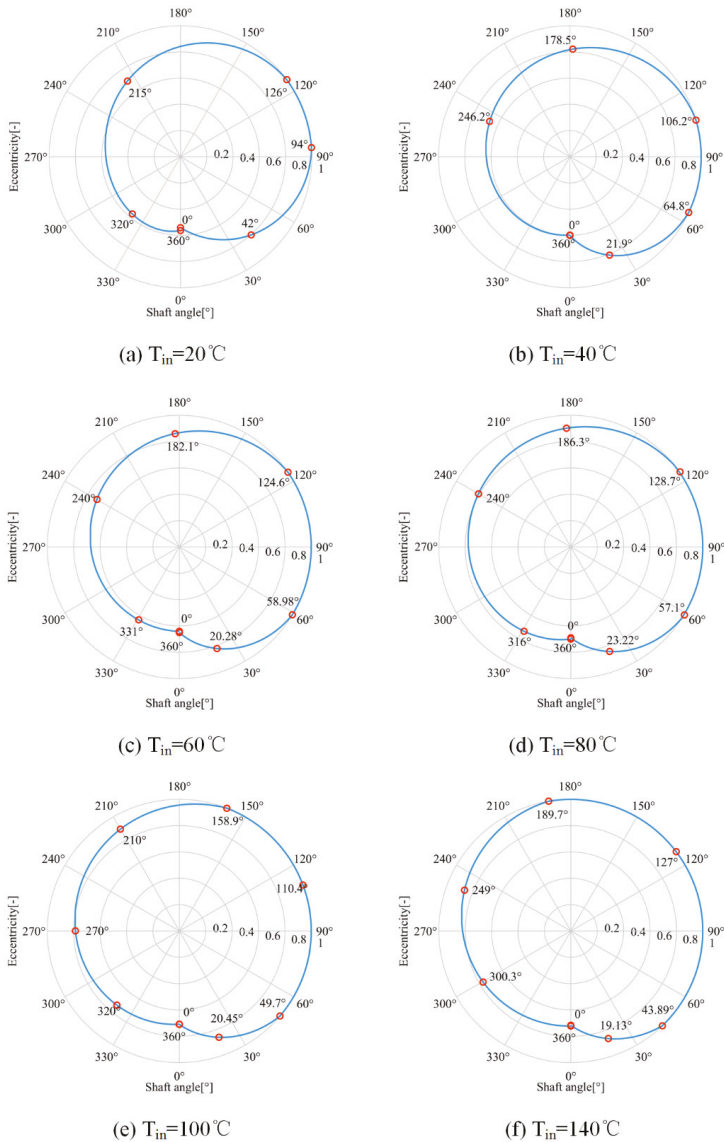 180°
210° 150°
240° 215° 126° 120°
Eccentricity[-] 270° 0.2 0.4 0.6 0.8 94° 90° 1
300° 320° 0° 360° 42° 60°
330° 30°
0°
Shaft angle[°]
(a) Tin=20℃
180°
210° 178.5° 150°
240° 246.2° 106.2° 120°
Eccentricity[-] 270° 0.2 0.4 0.6 0.8 90° 1
300° 0° 360° 21.9° 64.8° 60°
330° 30°
0°
Shaft angle[°]
(b) Tin=40℃
180°
210° 182.1° 150°
240° 240° 124.6° 120°
Eccentricity[-] 270° 0.2 0.4 0.6 0.8 90° 1
300° 331° 0° 360° 20.28° 58.98° 60°
330° 30°
0°
Shaft angle[°]
(c) Tin=60℃
180°
210° 186.3° 150°
240° 240° 128.7° 120°
Eccentricity[-] 270° 0.2 0.4 0.6 0.8 90° 1
300° 316° 0° 360° 23.22° 57.1° 60°
330° 30°
0°
Shaft angle[°]
(d) Tin=80℃
180°
210° 210° 158.9° 150°
240° 110.4° 120°
Eccentricity[-] 270° 270° 0.2 0.4 0.6 0.8 90° 1
300° 320° 0° 360° 20.45° 49.7° 60°
330° 30°
0°
Shaft angle[°]
(e) Tin=100℃
180°
210° 189.7° 150°
240° 249° 127° 120°
Eccentricity[-] 270° 0.2 0.4 0.6 0.8 90° 1
300° 300.3° 0° 360° 19.13° 43.89° 60°
330° 30°
0°
Shaft angle[°]
(f) Tin=140℃